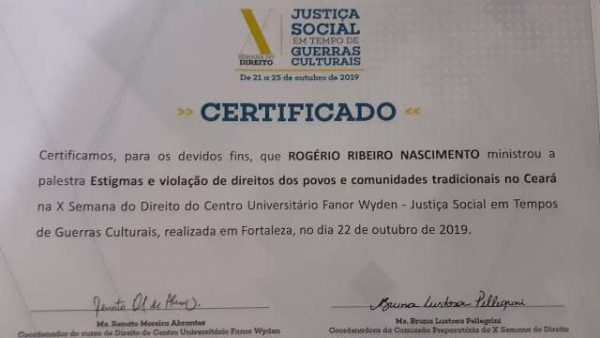 X
SEMANA DO
DIREITO
JUSTIÇA
SOCIAL
EM TEMPO DE
GUERRAS
CULTURAIS
De 21 a 25 de outubro de 2019
>> CERTIFICADO <<
Certificamos, para os devidos fins, que ROGÉRIO RIBEIRO NASCIMENTO ministrou a
palestra Estigmas e violação de direitos dos povos e comunidades tradicionais no Ceará
na X Semana do Direito do Centro Universitário Fanor Wyden - Justiça Social em Tempos
de Guerras Culturais, realizada em Fortaleza, no dia 22 de outubro de 2019.
Bruna Lustosa Pellegrini
Ms. Renato Moreira Abrantes
Coordenador do curso de Direito do Centro Universitário Fanor Wyden
Ms. Bruna Lustosa Pellegrini
Coordenadora da Comissão Preparatória da X Semana do Direito